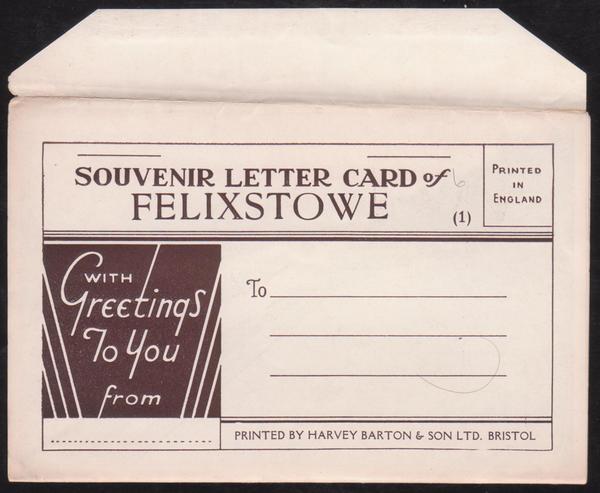 SOUVENIR LETTER CARD of 6
FELIXSTOWE
(1)
PRINTED
IN
ENGLAND
WITH
Greetings
To You
from
To
PRINTED BY HARVEY BARTON & SON LTD. BRISTOL